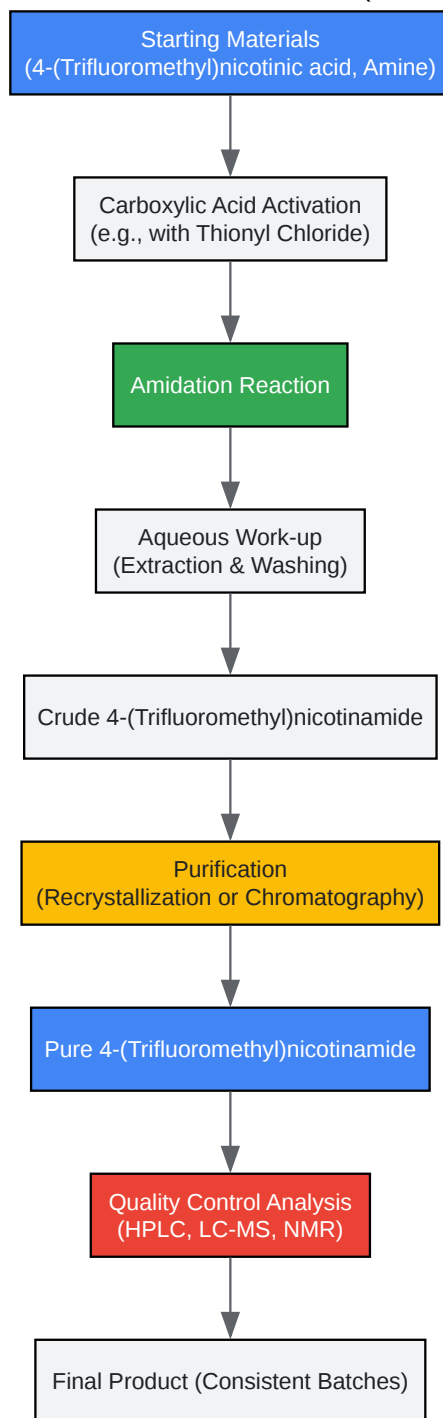 Starting Materials
(4-(Trifluoromethyl)nicotinic acid, Amine)
Carboxylic Acid Activation
(e.g., with Thionyl Chloride)
Amidation Reaction
Aqueous Work-up
(Extraction & Washing)
Crude 4-(Trifluoromethyl)nicotinamide
Purification
(Recrystallization or Chromatography)
Pure 4-(Trifluoromethyl)nicotinamide
Quality Control Analysis
(HPLC, LC-MS, NMR)
Final Product (Consistent Batches)